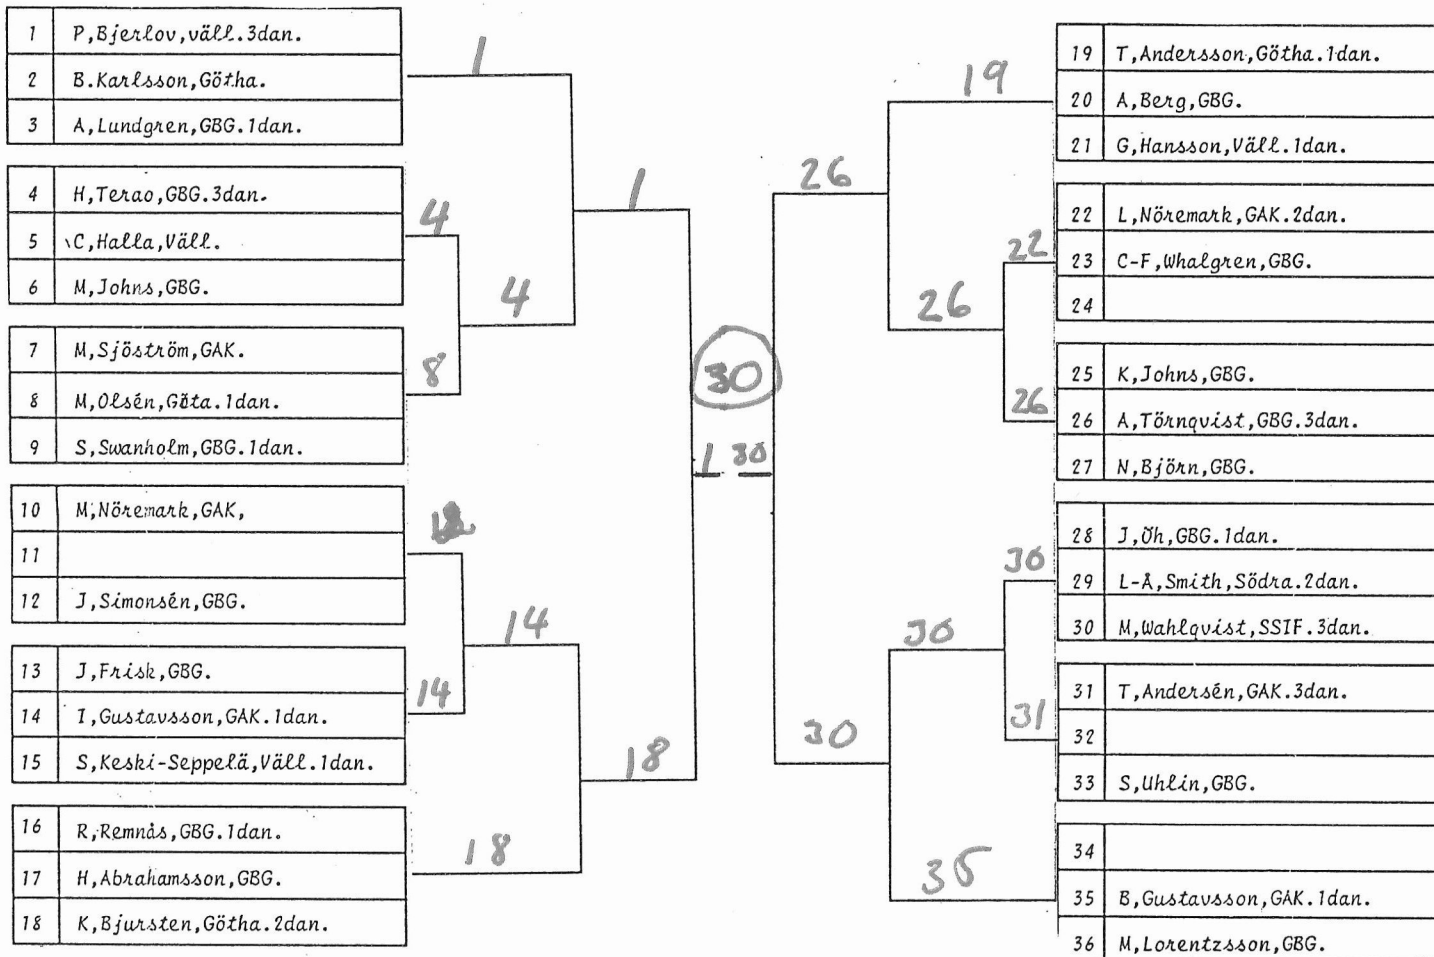 1 P,Bjerlov,väll.3dan.
2 B.Karlsson,Götha.
3 A,Lundgren,GBG.1dan.
4 H,Terao,GBG.3dan.
5 C,Halla,Väll.
6 M,Johns,GBG.
7 M,Sjöström,GAK.
8 M,Olsén,Göta.1dan.
9 S,Swanholm,GBG.1dan.
10 M,Nöremark,GAK,
11
12 J,Simonsén,GBG.
13 J,Frisk,GBG.
14 I,Gustavsson,GAK.1dan.
15 S,Keski-Seppelä,Väll.1dan.
16 R,Remnås,GBG.1dan.
17 H,Abrahamsson,GBG.
18 K,Bjursten,Götha.2dan.
1
4
8
14
18
1
4
14
1
18
30
1 30
26
30
19
26
30
35
22
26
30
31
19 T,Andersson,Götha.1dan.
20 A,Berg,GBG.
21 G,Hansson,Väll.1dan.
22 L,Nöremark,GAK.2dan.
23 C-F,Whalgren,GBG.
24
25 K,Johns,GBG.
26 A,Törnqvist,GBG.3dan.
27 N,Björn,GBG.
28 J,Öh,GBG.1dan.
29 L-Å,Smith,Södra.2dan.
30 M,Wahlqvist,SSIF.3dan.
31 T,Andersén,GAK.3dan.
32
33 S,Uhlin,GBG.
34
35 B,Gustavsson,GAK.1dan.
36 M,Lorentzsson,GBG.